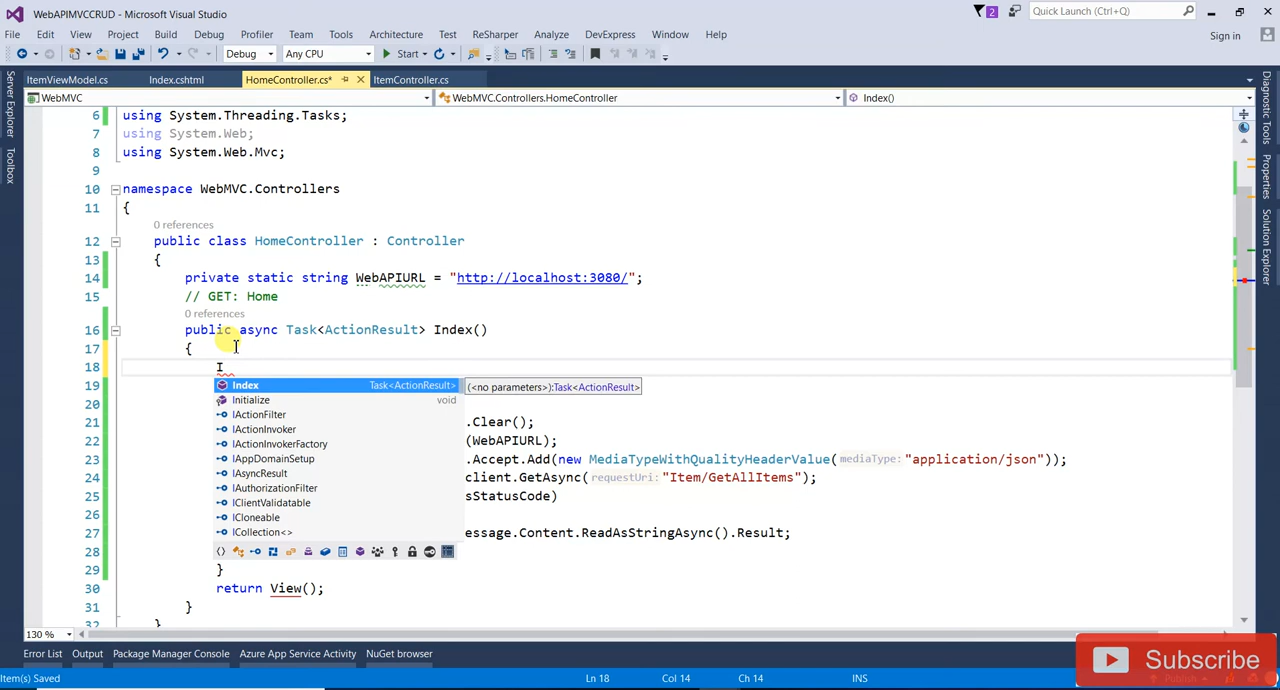 WebAPIMVCCRUD - Microsoft Visual Studio
2
Quick Launch (Ctrl+Q)
File Edit View Project Build Debug Profiler Team Tools Architecture Test ReSharper Analyze DevExpress Window Help
Sign in
Debug Any CPU Start
ItemViewModel.cs Index.cshtml HomeController.cs* ItemController.cs
WebMVC WebMVC.Controllers.HomeController Index()
Server Explorer
Toolbox
Diagnostic Tools
Properties
Solution Explorer
6 using System.Threading.Tasks;
7 using System.Web;
8 using System.Web.Mvc;
9
10 namespace WebMVC.Controllers
11 {
0 references
12 public class HomeController : Controller
13 {
14 private static string WebAPIURL = "http://localhost:3080/";
15 // GET: Home
0 references
16 public async Task<ActionResult> Index()
17 {
18 I
19 Index Task<ActionResult> (<no parameters>):Task<ActionResult>
20 Initialize void
IActionFilter
21 .Clear();
IActionInvoker
22 (WebAPIURL);
IActionInvokerFactory
23 .Accept.Add(new MediaTypeWithQualityHeaderValue(mediaType:"application/json"));
IAppDomainSetup
24 client.GetAsync(requestUri:"Item/GetAllItems");
IAsyncResult
25 sStatusCode)
IAuthorizationFilter
26 IClientValidatable
ICloneable
27 essage.Content.ReadAsStringAsync().Result;
ICollection<>
28
29 }
30 return View();
31 }
32 }
130 %
Error List Output Package Manager Console Azure App Service Activity NuGet browser
Subscribe
Item(s) Saved Ln 18 Col 14 Ch 14 INS Publish